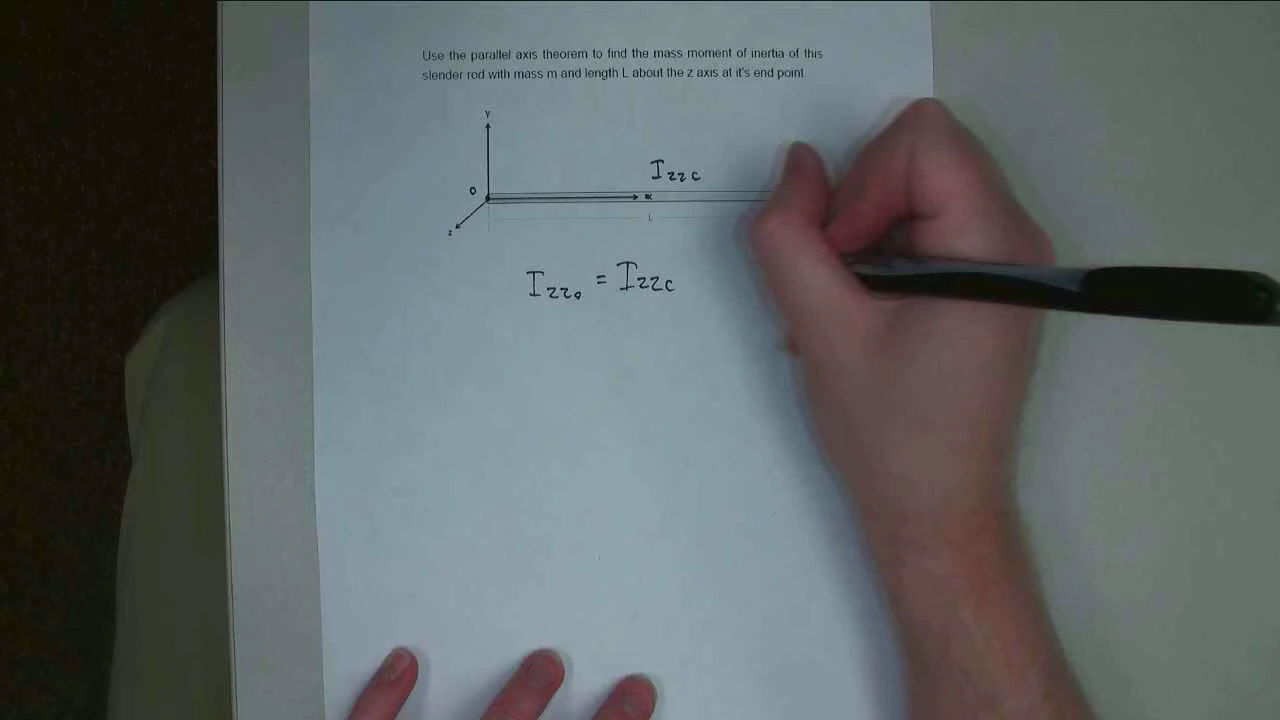 Use the parallel axis theorem to find the mass moment of inertia of this
slender rod with mass m and length L about the z axis at it's end point
Y
Izzc
O
x
z
L
Izzo = Izzc